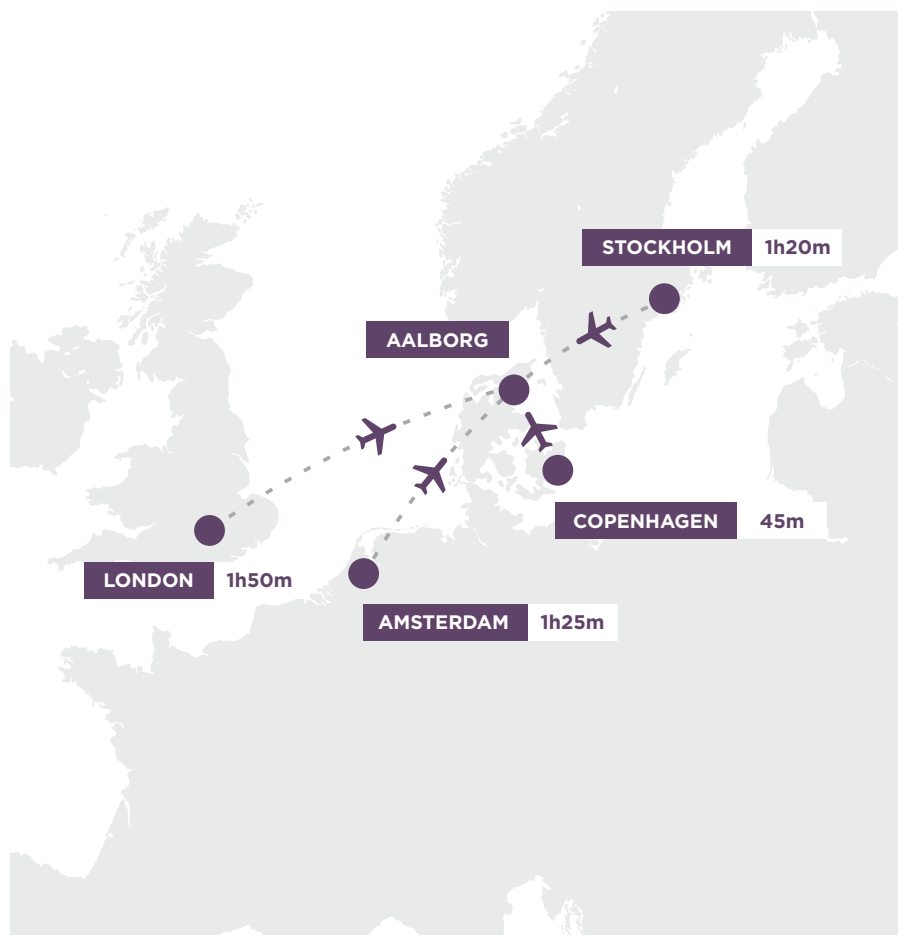 STOCKHOLM 1h20m
AALBORG
COPENHAGEN 45m
LONDON 1h50m
AMSTERDAM 1h25m